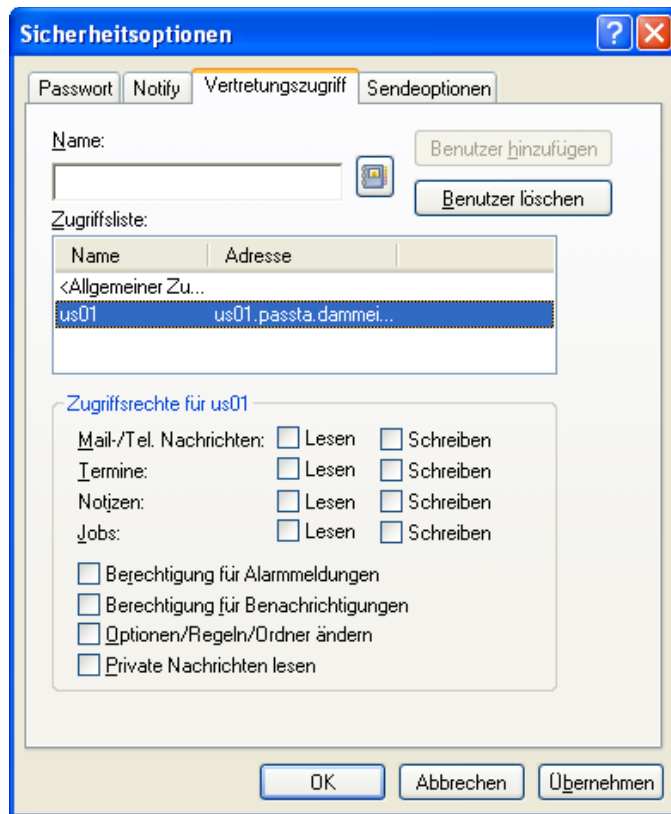 Sicherheitsoptionen
Passwort Notify Vertretungszugriff Sendeoptionen
Name:
Benutzer hinzufügen
Benutzer löschen
Zugriffsliste:
Name Adresse
<Allgemeiner Zu...
us01 us01.passta.dammei...
Zugriffsrechte für us01
Mail-/Tel. Nachrichten: Lesen Schreiben
Termine: Lesen Schreiben
Notizen: Lesen Schreiben
Jobs: Lesen Schreiben
Berechtigung für Alarmmeldungen
Berechtigung für Benachrichtigungen
Optionen/Regeln/Ordner ändern
Private Nachrichten lesen
OK Abbrechen Übernehmen